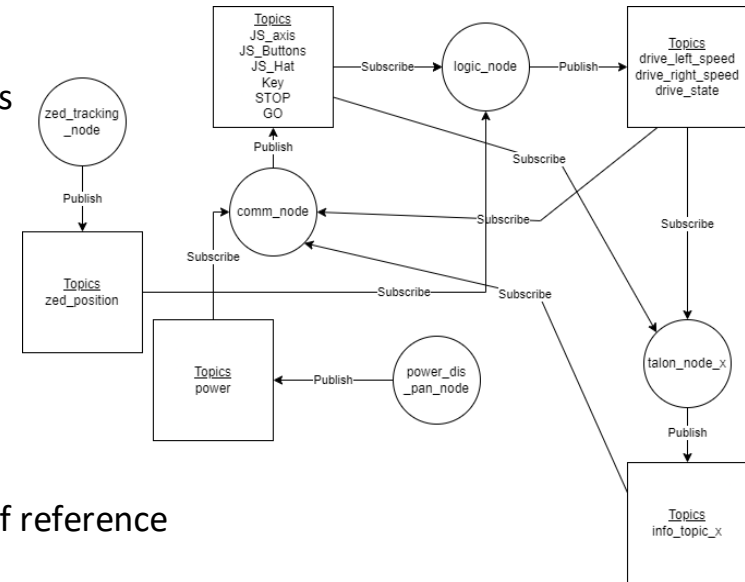 Topics
JS_axis
JS_Buttons
JS_Hat
Key
STOP
GO
Subscribe
logic_node
Publish
Topics
drive_left_speed
drive_right_speed
drive_state
s
zed_tracking
_node
Publish
Subscribe
Publish
comm_node
Subscribe
Subscribe
Subscribe
Topics
zed_position
Subscribe
Subscribe
Topics
power
Publish
power_dis
_pan_node
talon_node_x
Publish
f reference
Topics
info_topic_x